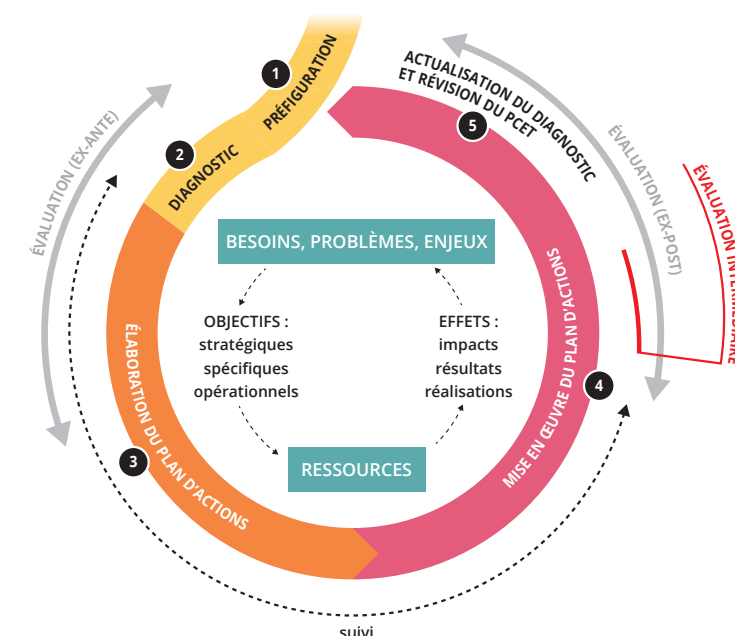 1
PRÉFIGURATION
2
DIAGNOSTIC
ÉVALUATION (EX-ANTE)
ACTUALISATION DU DIAGNOSTIC
ET RÉVISION DU PCET
5
ÉVALUATION (EX-POST)
ÉVALUATION INTERMÉDIAIRE
BESOINS, PROBLÈMES, ENJEUX
OBJECTIFS :
stratégiques
spécifiques
opérationnels
EFFETS :
impacts
résultats
réalisations
RESSOURCES
3
ÉLABORATION DU PLAN D'ACTIONS
4
MISE EN ŒUVRE DU PLAN D'ACTIONS
suivi